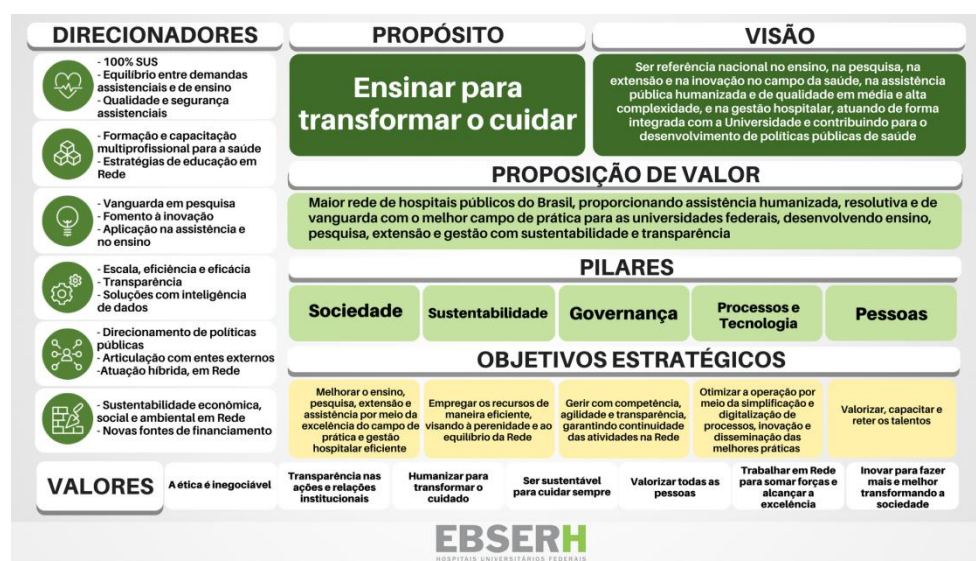 DIRECIONADORES
- 100% SUS
- Equilíbrio entre demandas
assistenciais e de ensino
- Qualidade e segurança
assistenciais
- Formação e capacitação
multiprofissional para a saúde
- Estratégias de educação em
Rede
- Vanguarda em pesquisa
- Fomento à inovação
- Aplicação na assistência e
no ensino
- Escala, eficiência e eficácia
- Transparência
- Soluções com inteligência
de dados
- Direcionamento de políticas
públicas
- Articulação com entes externos
-Atuação híbrida, em Rede
- Sustentabilidade econômica,
social e ambiental em Rede
- Novas fontes de financiamento
PROPÓSITO
Ensinar para
transformar o cuidar
VISÃO
Ser referência nacional no ensino, na pesquisa, na
extensão e na inovação no campo da saúde, na assistência
pública humanizada e de qualidade em média e alta
complexidade, e na gestão hospitalar, atuando de forma
integrada com a Universidade e contribuindo para o
desenvolvimento de políticas públicas de saúde
PROPOSIÇÃO DE VALOR
Maior rede de hospitais públicos do Brasil, proporcionando assistência humanizada, resolutiva e de
vanguarda com o melhor campo de prática para as universidades federais, desenvolvendo ensino,
pesquisa, extensão e gestão com sustentabilidade e transparência
PILARES
Sociedade
Sustentabilidade
Governança
Processos e
Tecnologia
Pessoas
OBJETIVOS ESTRATÉGICOS
Melhorar o ensino,
pesquisa, extensão e
assistência por meio da
excelência do campo de
prática e gestão
hospitalar eficiente
Empregar os recursos de
maneira eficiente,
visando à perenidade e ao
equilíbrio da Rede
Gerir com competência,
agilidade e transparência,
garantindo continuidade
das atividades na Rede
Otimizar a operação por
meio da simplificação e
digitalização de
processos, inovação e
disseminação das
melhores práticas
Valorizar, capacitar e
reter os talentos
VALORES
A ética é inegociável
Transparência nas
ações e relações
institucionais
Humanizar para
transformar o
cuidado
Ser sustentável
para cuidar sempre
Valorizar todas as
pessoas
Trabalhar em Rede
para somar forças e
alcançar a
excelência
Inovar para fazer
mais e melhor
transformando a
sociedade
EBSERH
HOSPITAIS UNIVERSITÁRIOS FEDERAIS